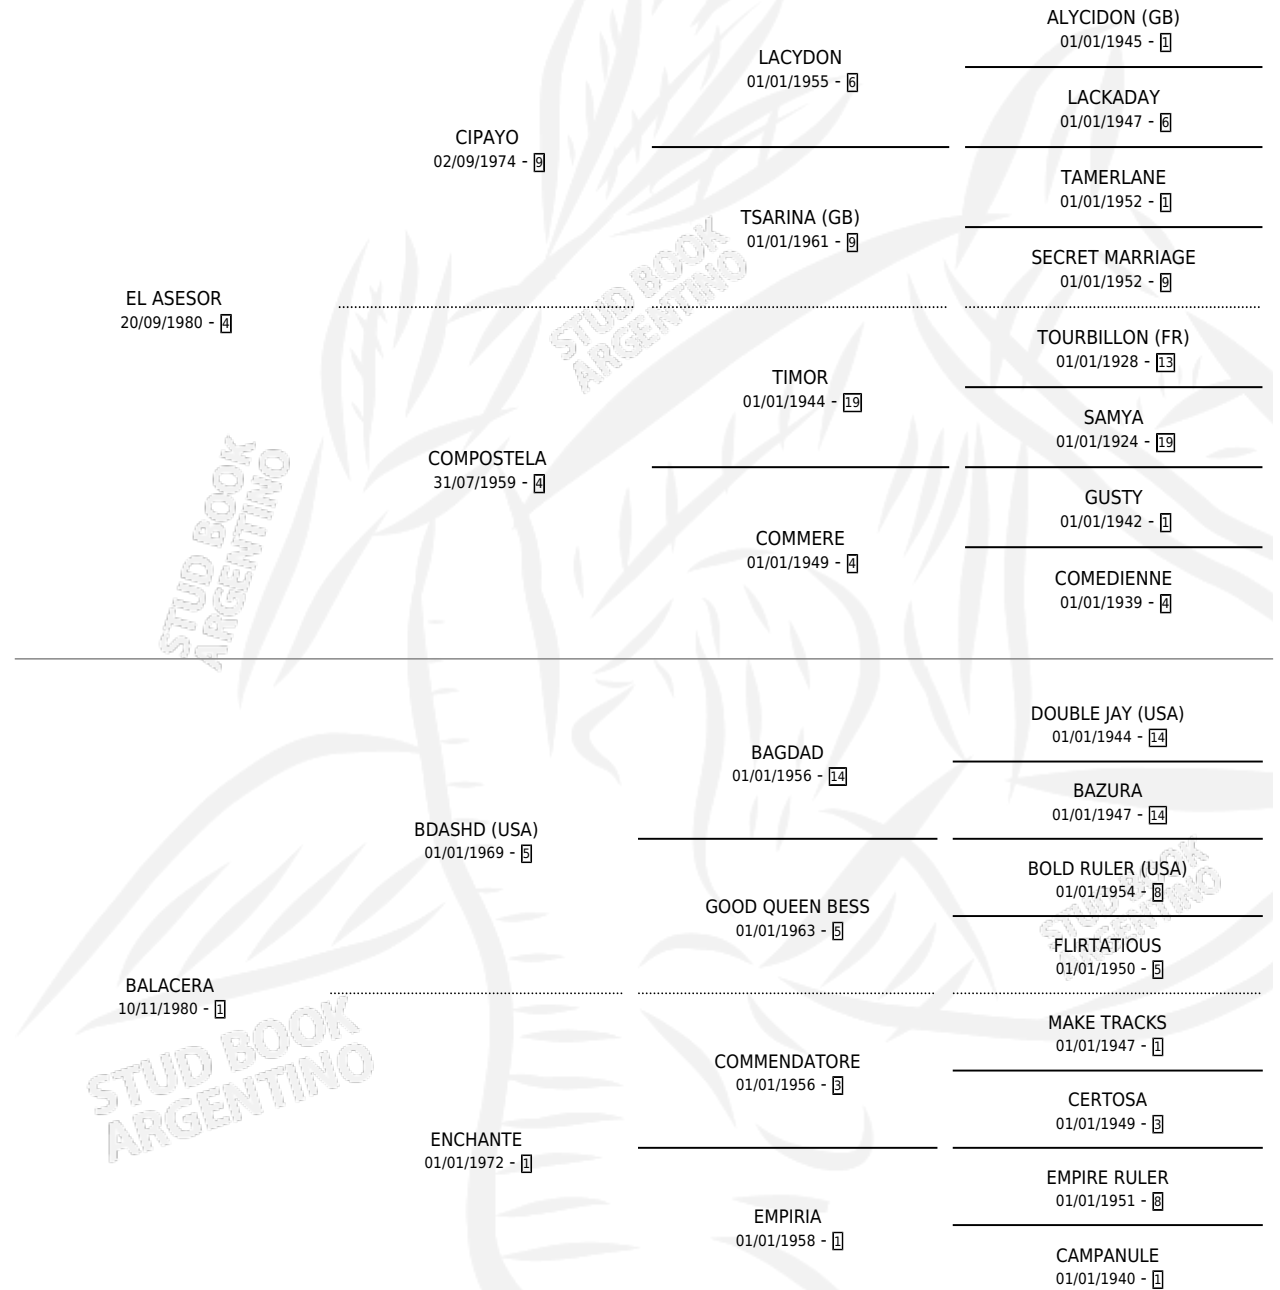 ALYCIDON (GB)
01/01/1945 - 1
LACYDON
01/01/1955 - 6
LACKADAY
01/01/1947 - 6
CIPAYO
02/09/1974 - 9
TAMERLANE
01/01/1952 - 1
TSARINA (GB)
01/01/1961 - 9
SECRET MARRIAGE
01/01/1952 - 9
EL ASESOR
20/09/1980 - 4
TOURBILLON (FR)
01/01/1928 - 13
TIMOR
01/01/1944 - 19
SAMYA
01/01/1924 - 19
COMPOSTELA
31/07/1959 - 4
GUSTY
01/01/1942 - 1
COMMERE
01/01/1949 - 4
COMEDIENNE
01/01/1939 - 4
DOUBLE JAY (USA)
01/01/1944 - 14
BAGDAD
01/01/1956 - 14
BAZURA
01/01/1947 - 14
BDASHD (USA)
01/01/1969 - 5
BOLD RULER (USA)
01/01/1954 - 8
GOOD QUEEN BESS
01/01/1963 - 5
FLIRTATIOUS
01/01/1950 - 5
BALACERA
10/11/1980 - 1
MAKE TRACKS
01/01/1947 - 1
COMMENDATORE
01/01/1956 - 3
CERTOSA
01/01/1949 - 3
ENCHANTE
01/01/1972 - 1
EMPIRE RULER
01/01/1951 - 8
EMPIRIA
01/01/1958 - 1
CAMPANULE
01/01/1940 - 1
STUD BOOK
ARGENTINO
STUD BOOK
ARGENTINO
STUD BOOK
ARGENTINO
STUD BOOK
ARGENTINO